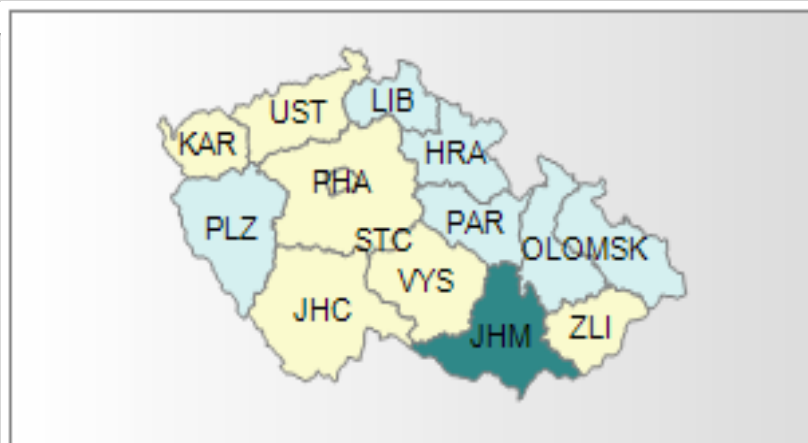 LIB
UST
KAR
HRA
PHA
PAR
PLZ
STC
OLOMSK
VYS
JHC
ZLI
JHM